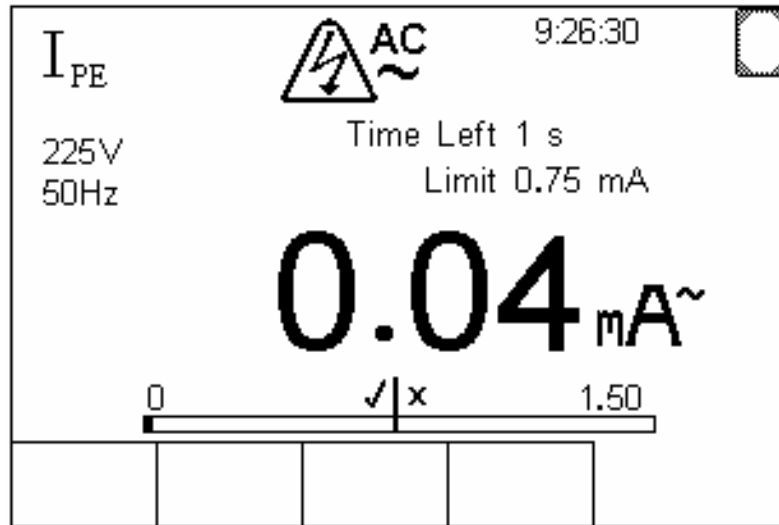 I_PE AC ~ 9:26:30
225V Time Left 1 s
50Hz Limit 0.75 mA
0.04 mA~
0 ✓ x 1.50